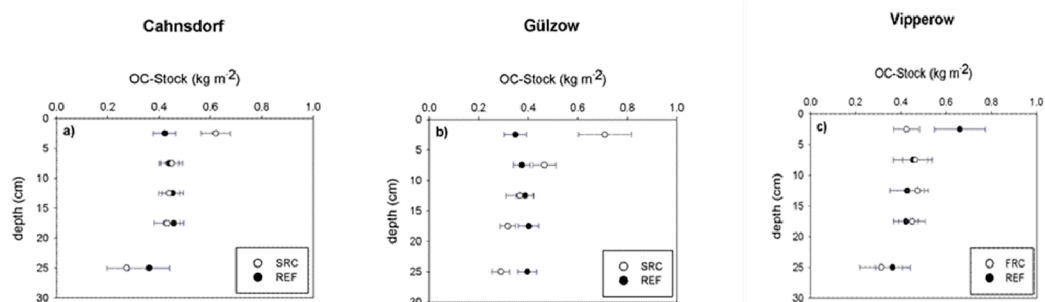 Cahnsdorf
OC-Stock (kg m-2)
0.0 0.2 0.4 0.6 0.8 1.0
a)
0
5
10
15
20
25
30
depth (cm)
SRC
REF
Gülzow
OC-Stock (kg m-2)
0.0 0.2 0.4 0.6 0.8 1.0
b)
0
5
10
15
20
25
30
depth (cm)
SRC
REF
Vipperow
OC-Stock (kg m-2)
0.0 0.2 0.4 0.6 0.8 1.0
c)
0
5
10
15
20
25
30
depth (cm)
FRC
REF